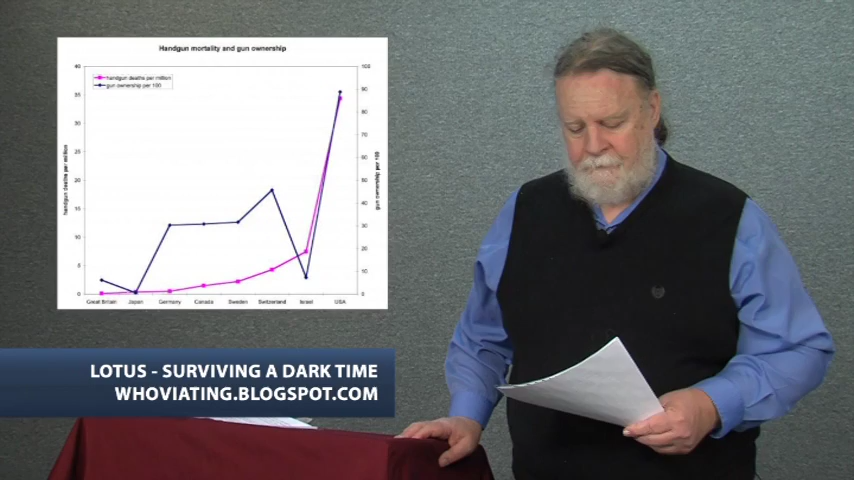 Handgun mortality and gun ownership
handgun deaths per million
gun ownership per 100
40
35
30
25
20
15
10
5
0
100
90
80
70
60
50
40
30
20
10
0
handgun deaths per million
gun ownership per 100
Great Britain Japan Germany Canada Sweden Switzerland Israel USA
LOTUS - SURVIVING A DARK TIME
WHOVIATING.BLOGSPOT.COM